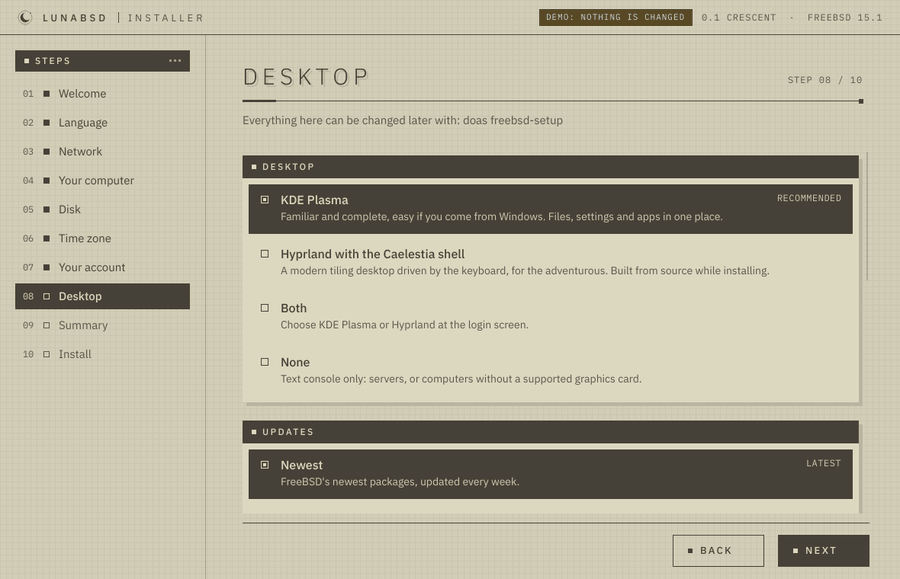 LUNABSD | INSTALLER
DEMO: NOTHING IS CHANGED
0.1 CRESCENT · FREEBSD 15.1
STEPS
01 Welcome
02 Language
03 Network
04 Your computer
05 Disk
06 Time zone
07 Your account
08 Desktop
09 Summary
10 Install
DESKTOP
STEP 08 / 10
Everything here can be changed later with: doas freebsd-setup
DESKTOP
KDE Plasma
RECOMMENDED
Familiar and complete, easy if you come from Windows. Files, settings and apps in one place.
Hyprland with the Caelestia shell
A modern tiling desktop driven by the keyboard, for the adventurous. Built from source while installing.
Both
Choose KDE Plasma or Hyprland at the login screen.
None
Text console only: servers, or computers without a supported graphics card.
UPDATES
Newest
LATEST
FreeBSD's newest packages, updated every week.
BACK
NEXT